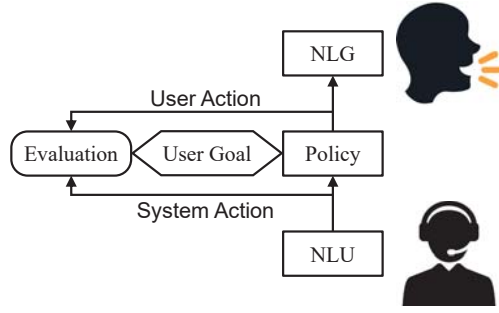 NLG
User Action
Evaluation
User Goal
Policy
System Action
NLU